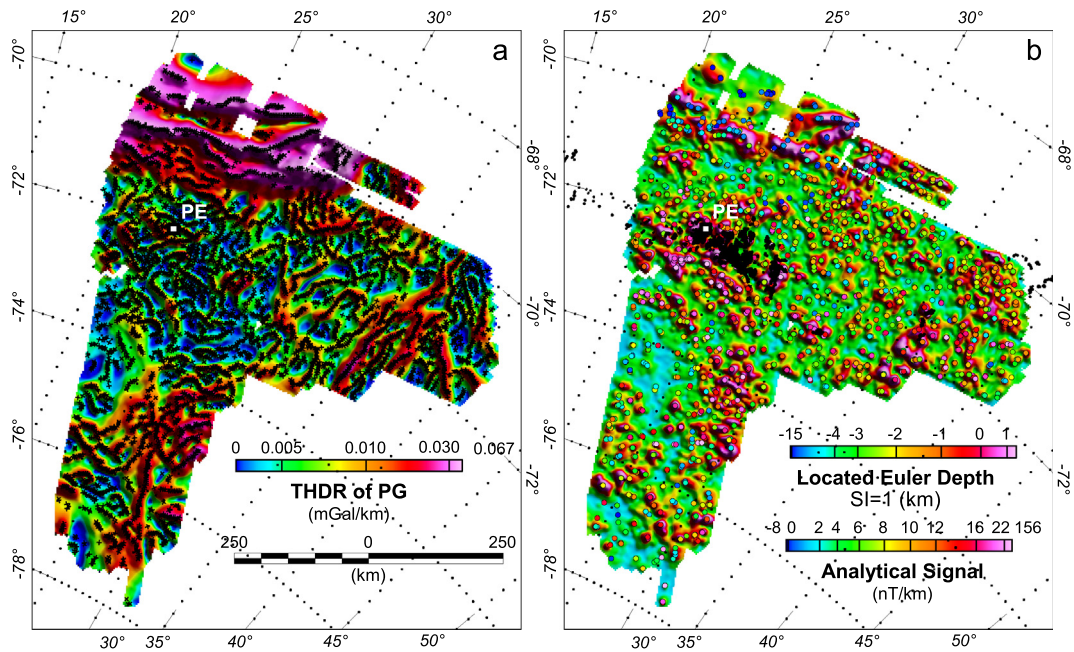 15° 20° 25° 30°
15° 20° 25° 30°
a
b
-70°
-72°
-74°
-76°
-78°
-68°
-70°
-72°
-70°
-72°
-74°
-76°
-78°
-68°
-70°
-72°
PE
PE
0 0.005 0.010 0.030 0.067
THDR of PG
(mGal/km)
250 0 250
(km)
-15 -4 -3 -2 -1 0 1
Located Euler Depth
SI=1 (km)
-8 0 2 4 6 8 10 12 16 22 156
Analytical Signal
(nT/km)
30° 35° 40° 45° 50°
30° 35° 40° 45° 50°